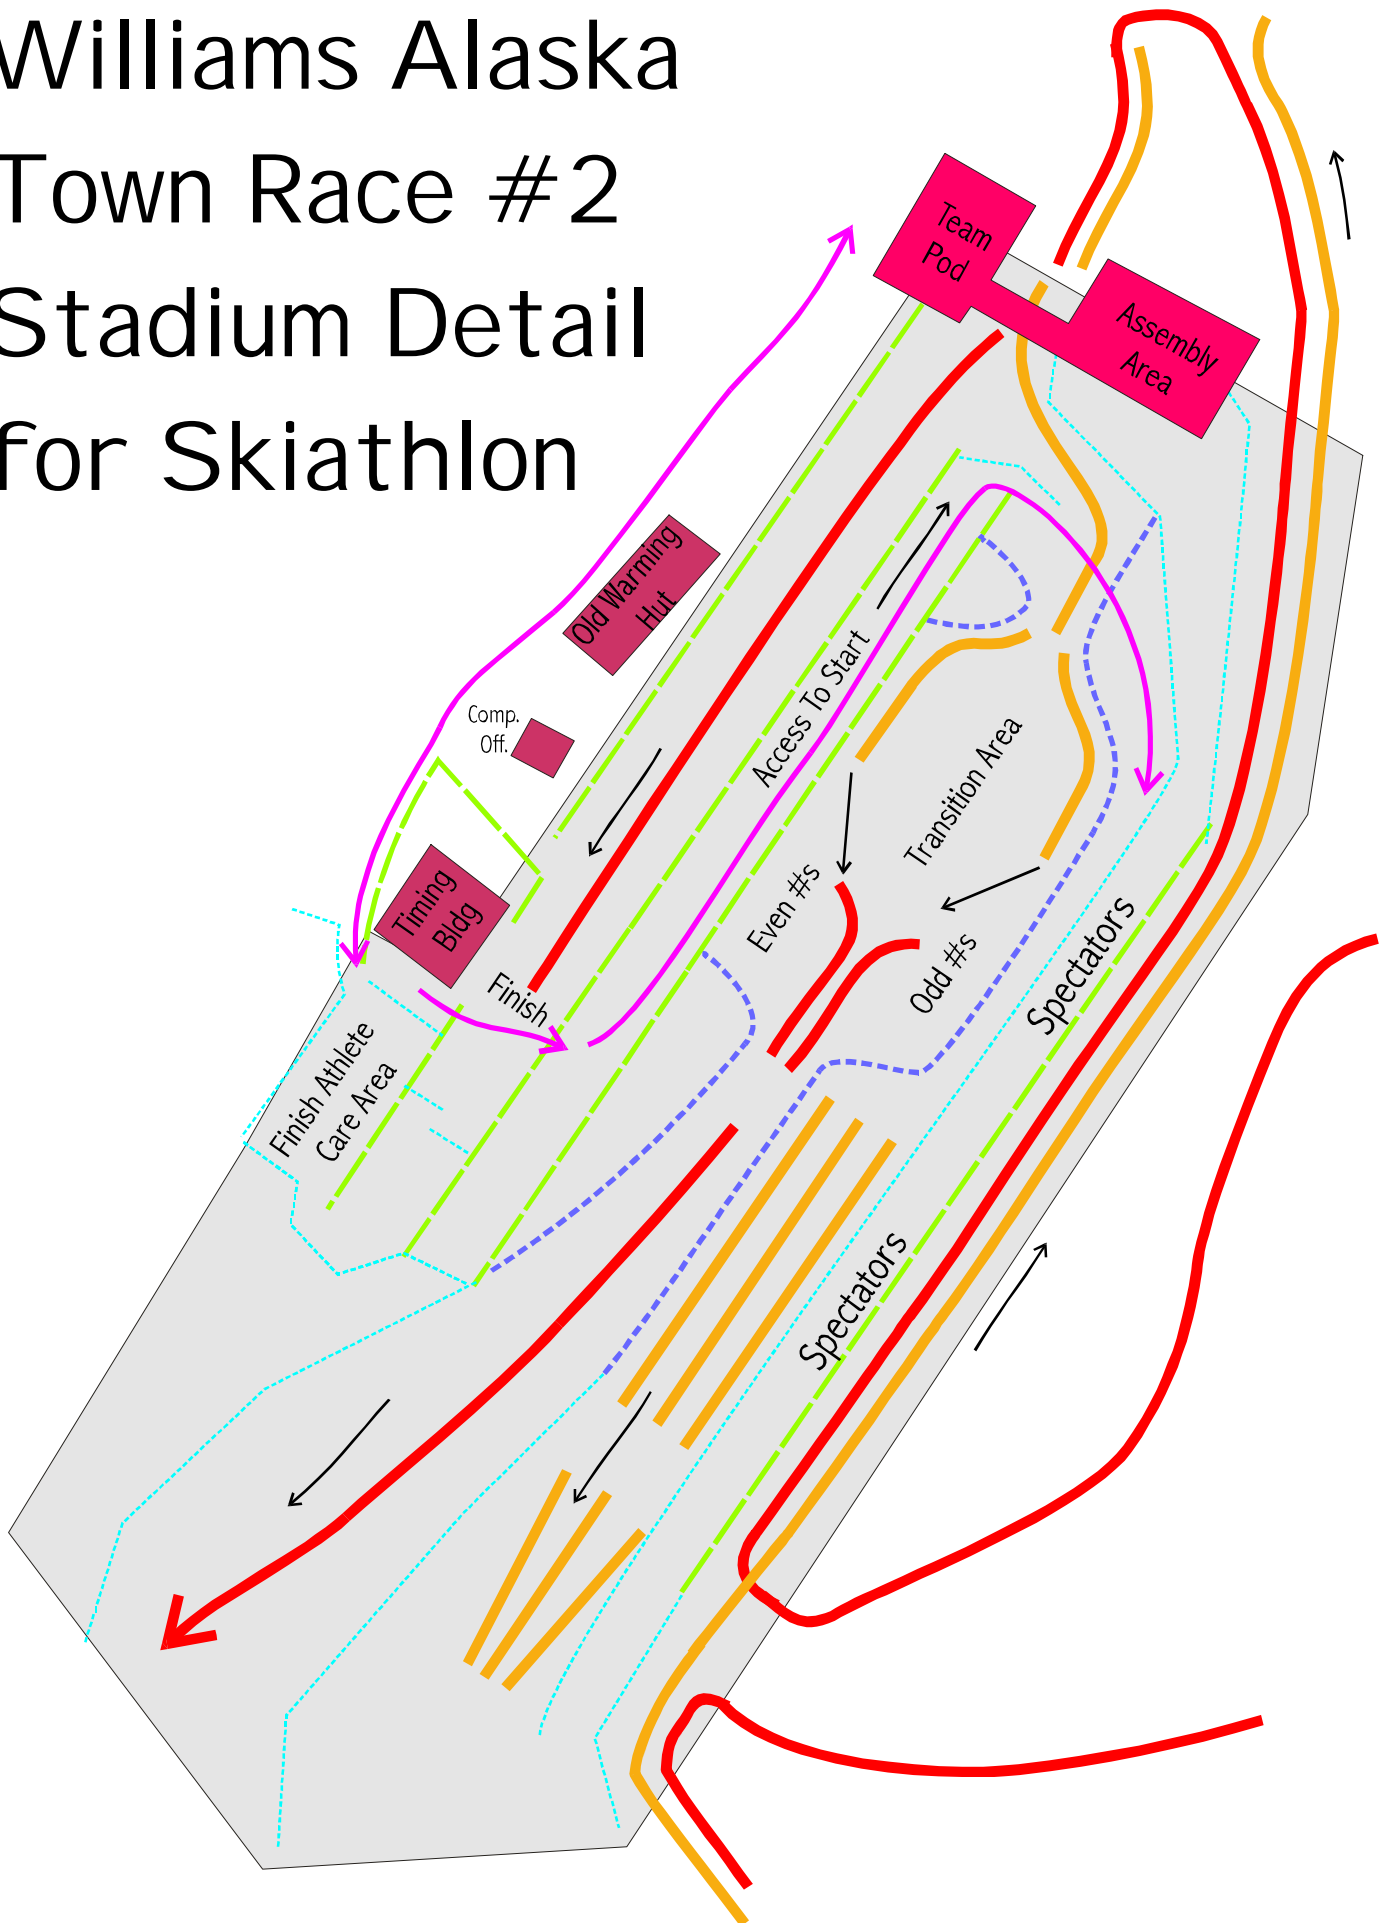 Williams Alaska
Town Race #2
Stadium Detail
for Skiathlon
Team
Pod
Assembly
Area
Old Warming
Hut
Comp.
Off.
Access To Start
Transition Area
Timing
Bldg
Even #s
Odd #s
Finish
Spectators
Finish Athlete
Care Area
Spectators